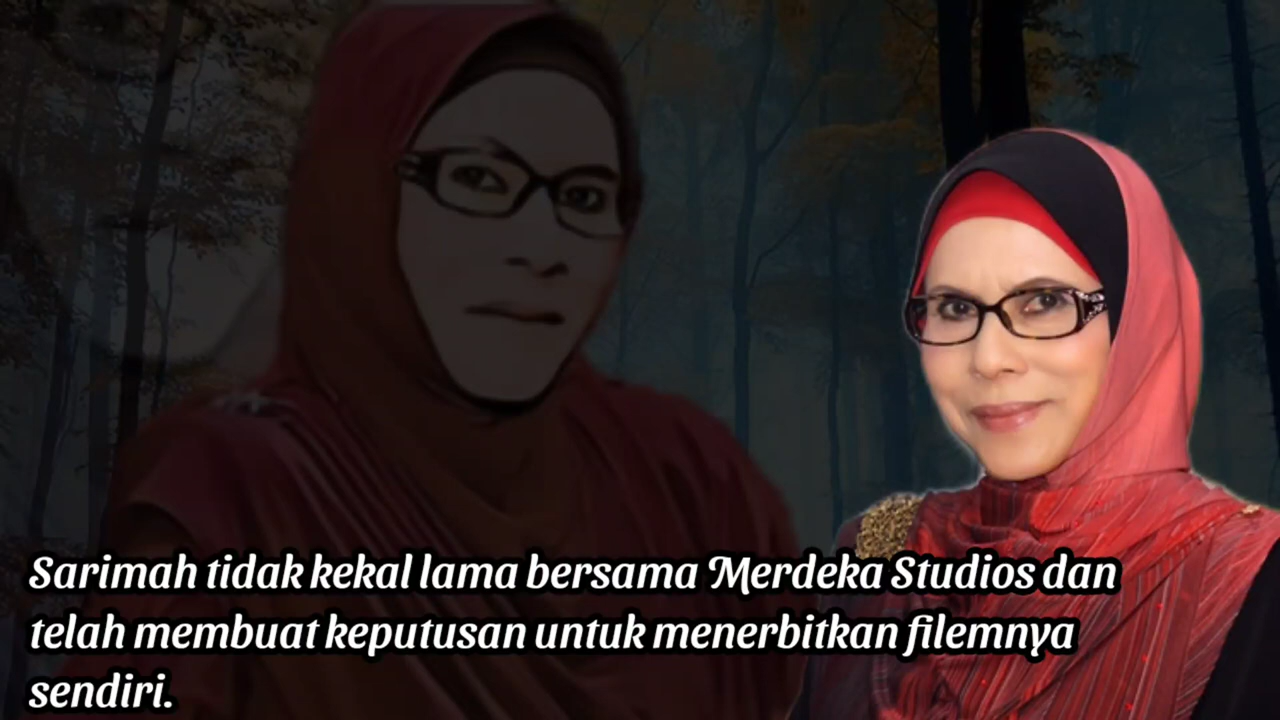 Sarimah tidak kekal lama bersama Merdeka Studios dan
telah membuat keputusan untuk menerbitkan filemnya
sendiri.